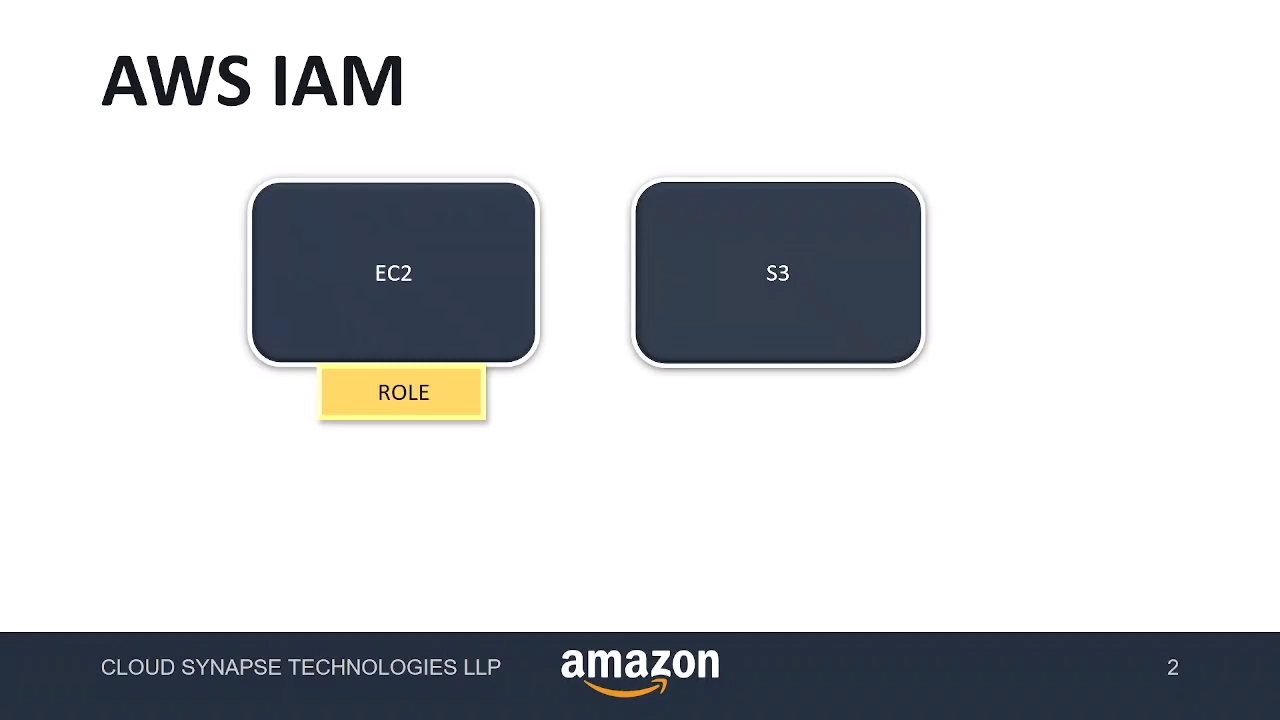 AWS IAM
EC2
S3
ROLE
CLOUD SYNAPSE TECHNOLOGIES LLP
amazon
2